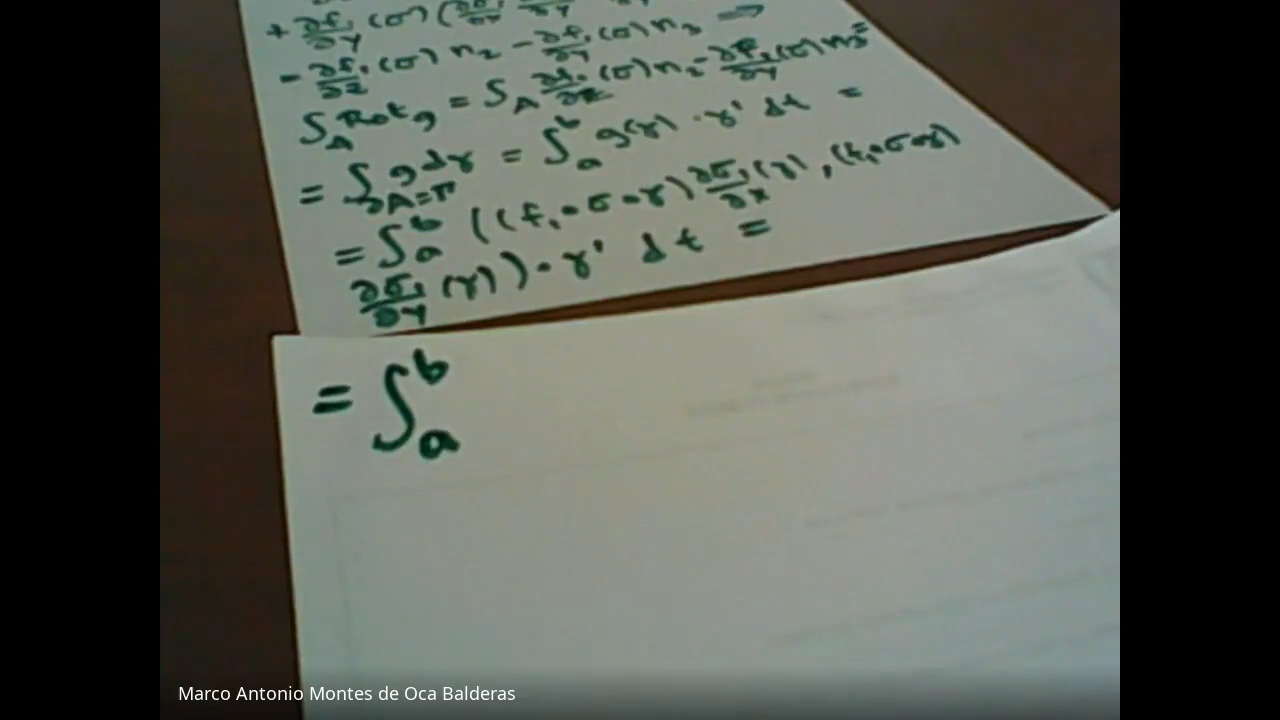 + ∂f₁/∂y (σ) (∂σ₁/∂x
- ∂f₁/∂z (σ) n₂ - ∂f₁/∂y (σ) n₃ ⇒
∫_A Rot g = ∫_A ∂f₁/∂z (σ) n₂ - ∂f₁/∂y (σ) n₃ =
= ∫_{∂A=Γ} g dγ = ∫_a^b g(γ) · γ' dt =
= ∫_a^b ((f₁∘σ∘γ) ∂σ₁/∂x (γ), (f₁∘σ∘γ)
∂σ₁/∂y (γ)) · γ' dt =
= ∫_a^b
Marco Antonio Montes de Oca Balderas